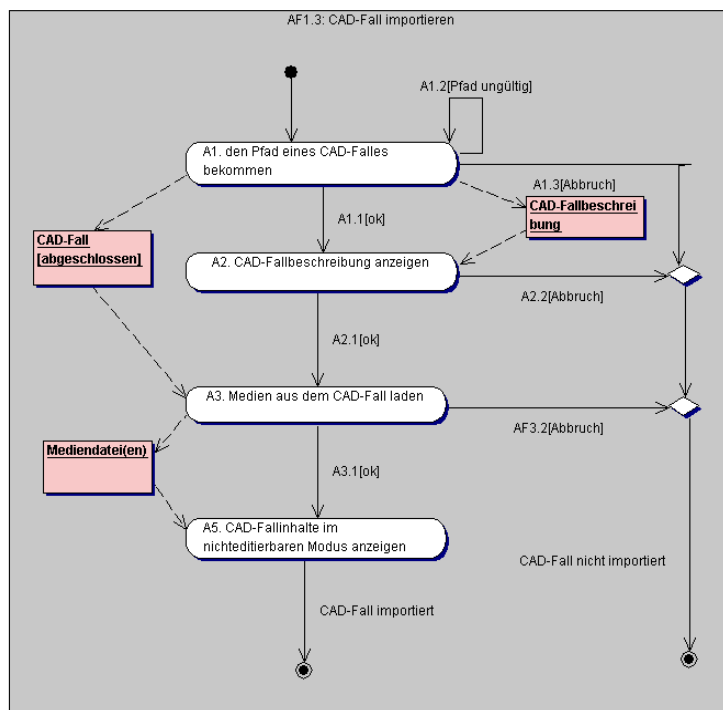 AF1.3: CAD-Fall importieren
A1.2[Pfad ungültig]
A1. den Pfad eines CAD-Falles
bekommen
A1.3[Abbruch]
CAD-Fallbeschrei
bung
A1.1[ok]
CAD-Fall
[abgeschlossen]
A2. CAD-Fallbeschreibung anzeigen
A2.2[Abbruch]
A2.1[ok]
A3. Medien aus dem CAD-Fall laden
AF3.2[Abbruch]
Mediendatei(en)
A3.1[ok]
A5. CAD-Fallinhalte im
nichteditierbaren Modus anzeigen
CAD-Fall nicht importiert
CAD-Fall importiert